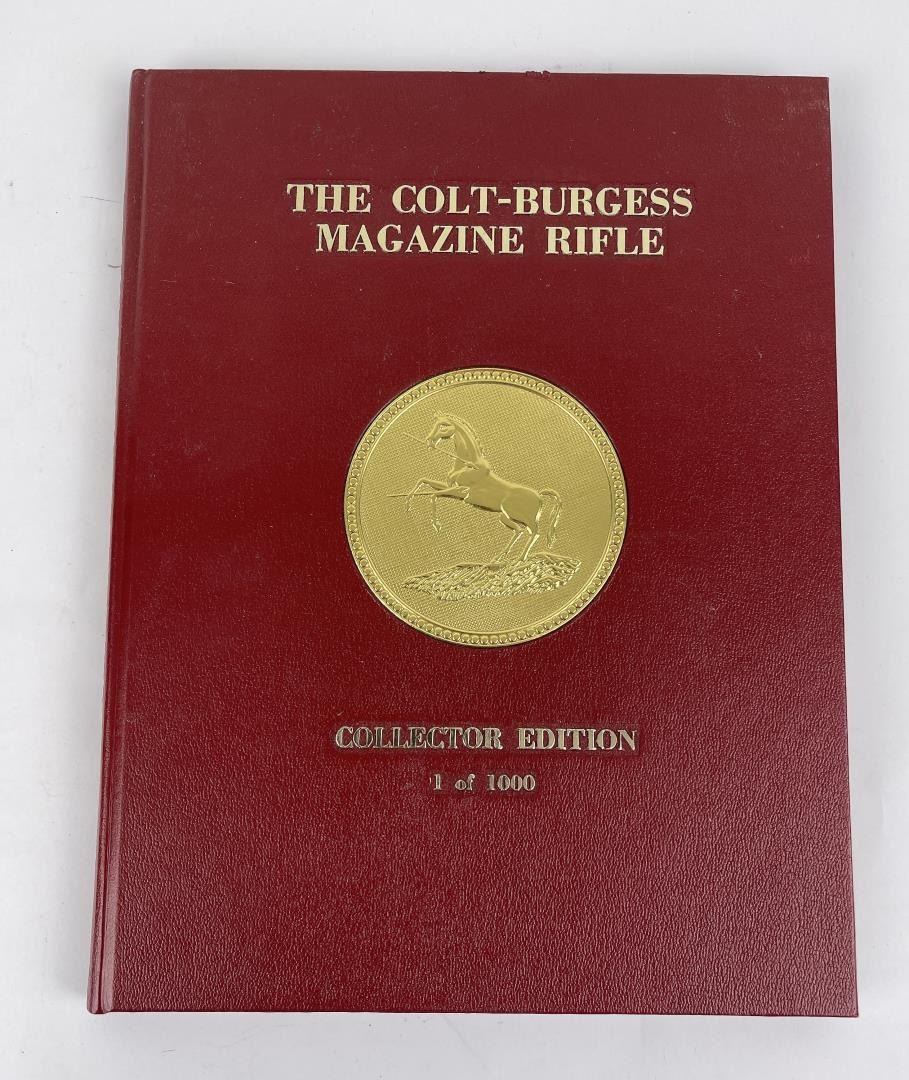 THE COLT-BURGESS
MAGAZINE RIFLE
COLLECTOR EDITION
1 of 1000